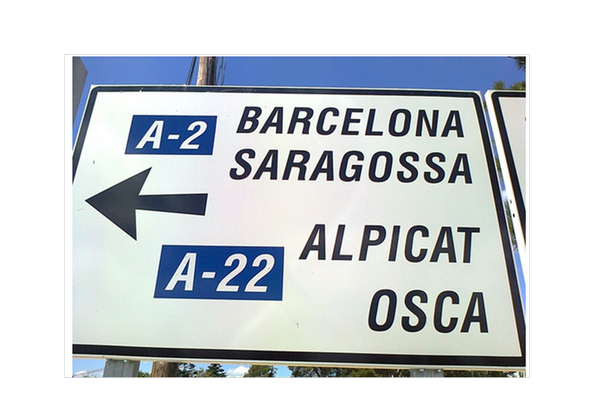 A-2 BARCELONA
SARAGOSSA
ALPICAT
A-22 OSCA